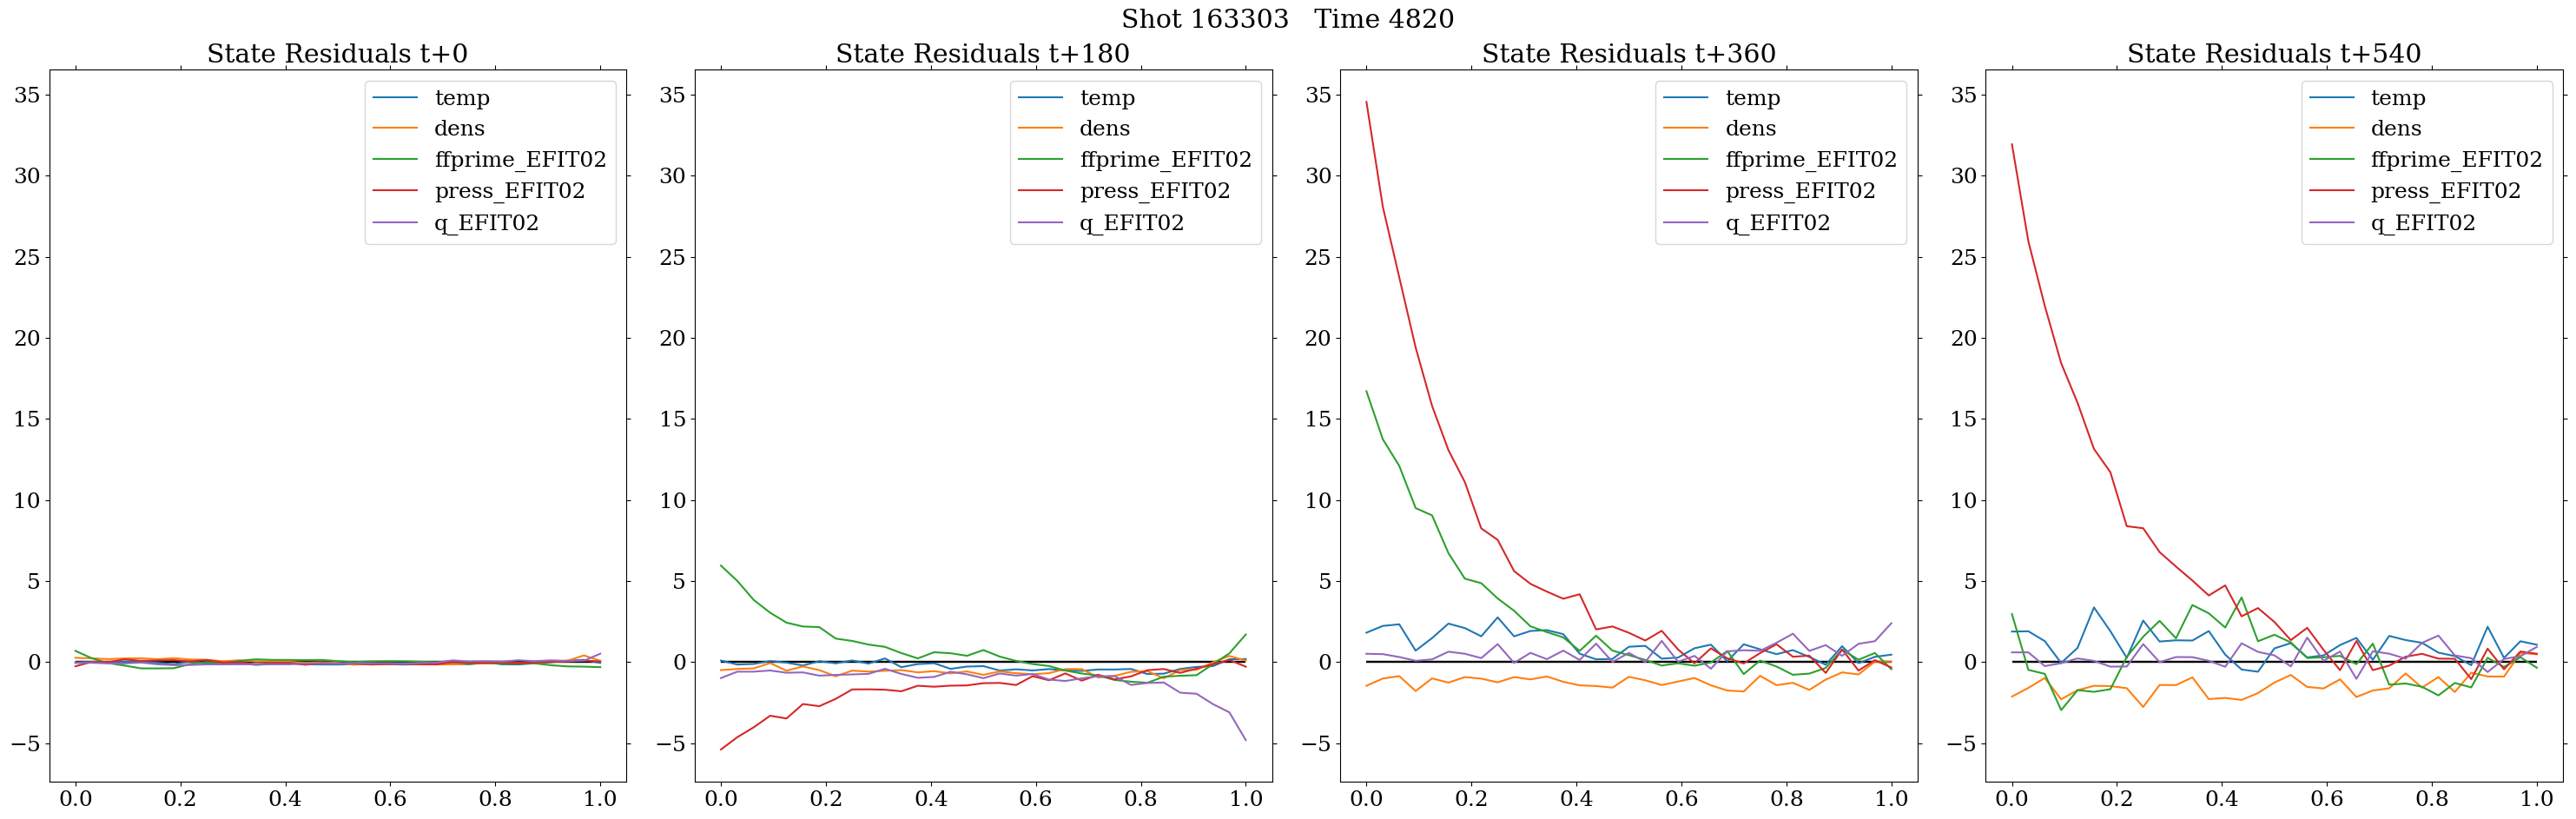 Shot 163303   Time 4820
State Residuals t+0
35
30
25
20
15
10
5
0
−5
0.0 0.2 0.4 0.6 0.8 1.0
temp
dens
ffprime_EFIT02
press_EFIT02
q_EFIT02
State Residuals t+180
35
30
25
20
15
10
5
0
−5
0.0 0.2 0.4 0.6 0.8 1.0
temp
dens
ffprime_EFIT02
press_EFIT02
q_EFIT02
State Residuals t+360
35
30
25
20
15
10
5
0
−5
0.0 0.2 0.4 0.6 0.8 1.0
temp
dens
ffprime_EFIT02
press_EFIT02
q_EFIT02
State Residuals t+540
35
30
25
20
15
10
5
0
−5
0.0 0.2 0.4 0.6 0.8 1.0
temp
dens
ffprime_EFIT02
press_EFIT02
q_EFIT02